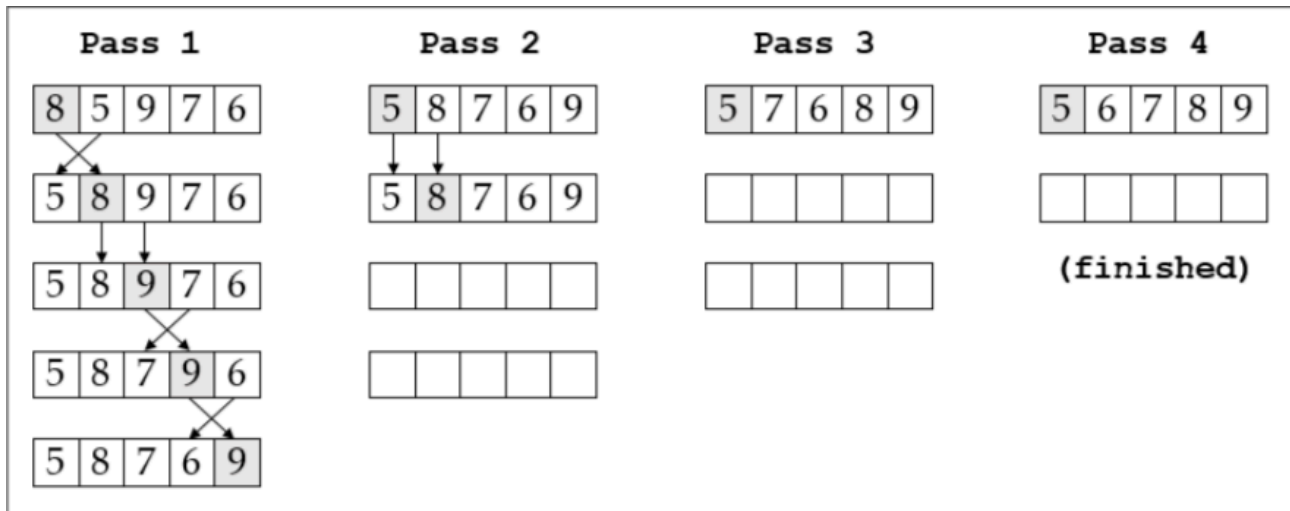 Pass 1 Pass 2 Pass 3 Pass 4
8 5 9 7 6 5 8 7 6 9 5 7 6 8 9 5 6 7 8 9
5 8 9 7 6 5 8 7 6 9
5 8 9 7 6 (finished)
5 8 7 9 6
5 8 7 6 9